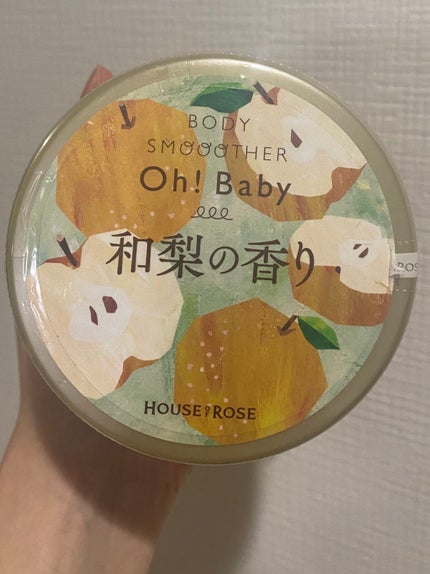 BODY
SMOOOTHER
Oh! Baby
和梨の香り
HOUSE OF ROSE